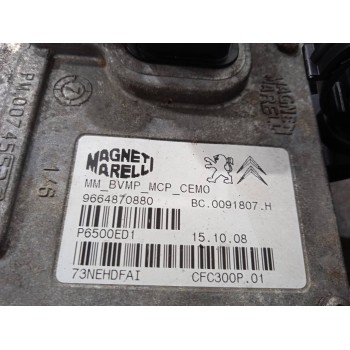 MAGNETI
MARELLI
MM_BVMP_MCP_CEMO
9664870880
BC.0091807.H
P6500ED1
15.10.08
73NEHDFAI
CFC300P.01